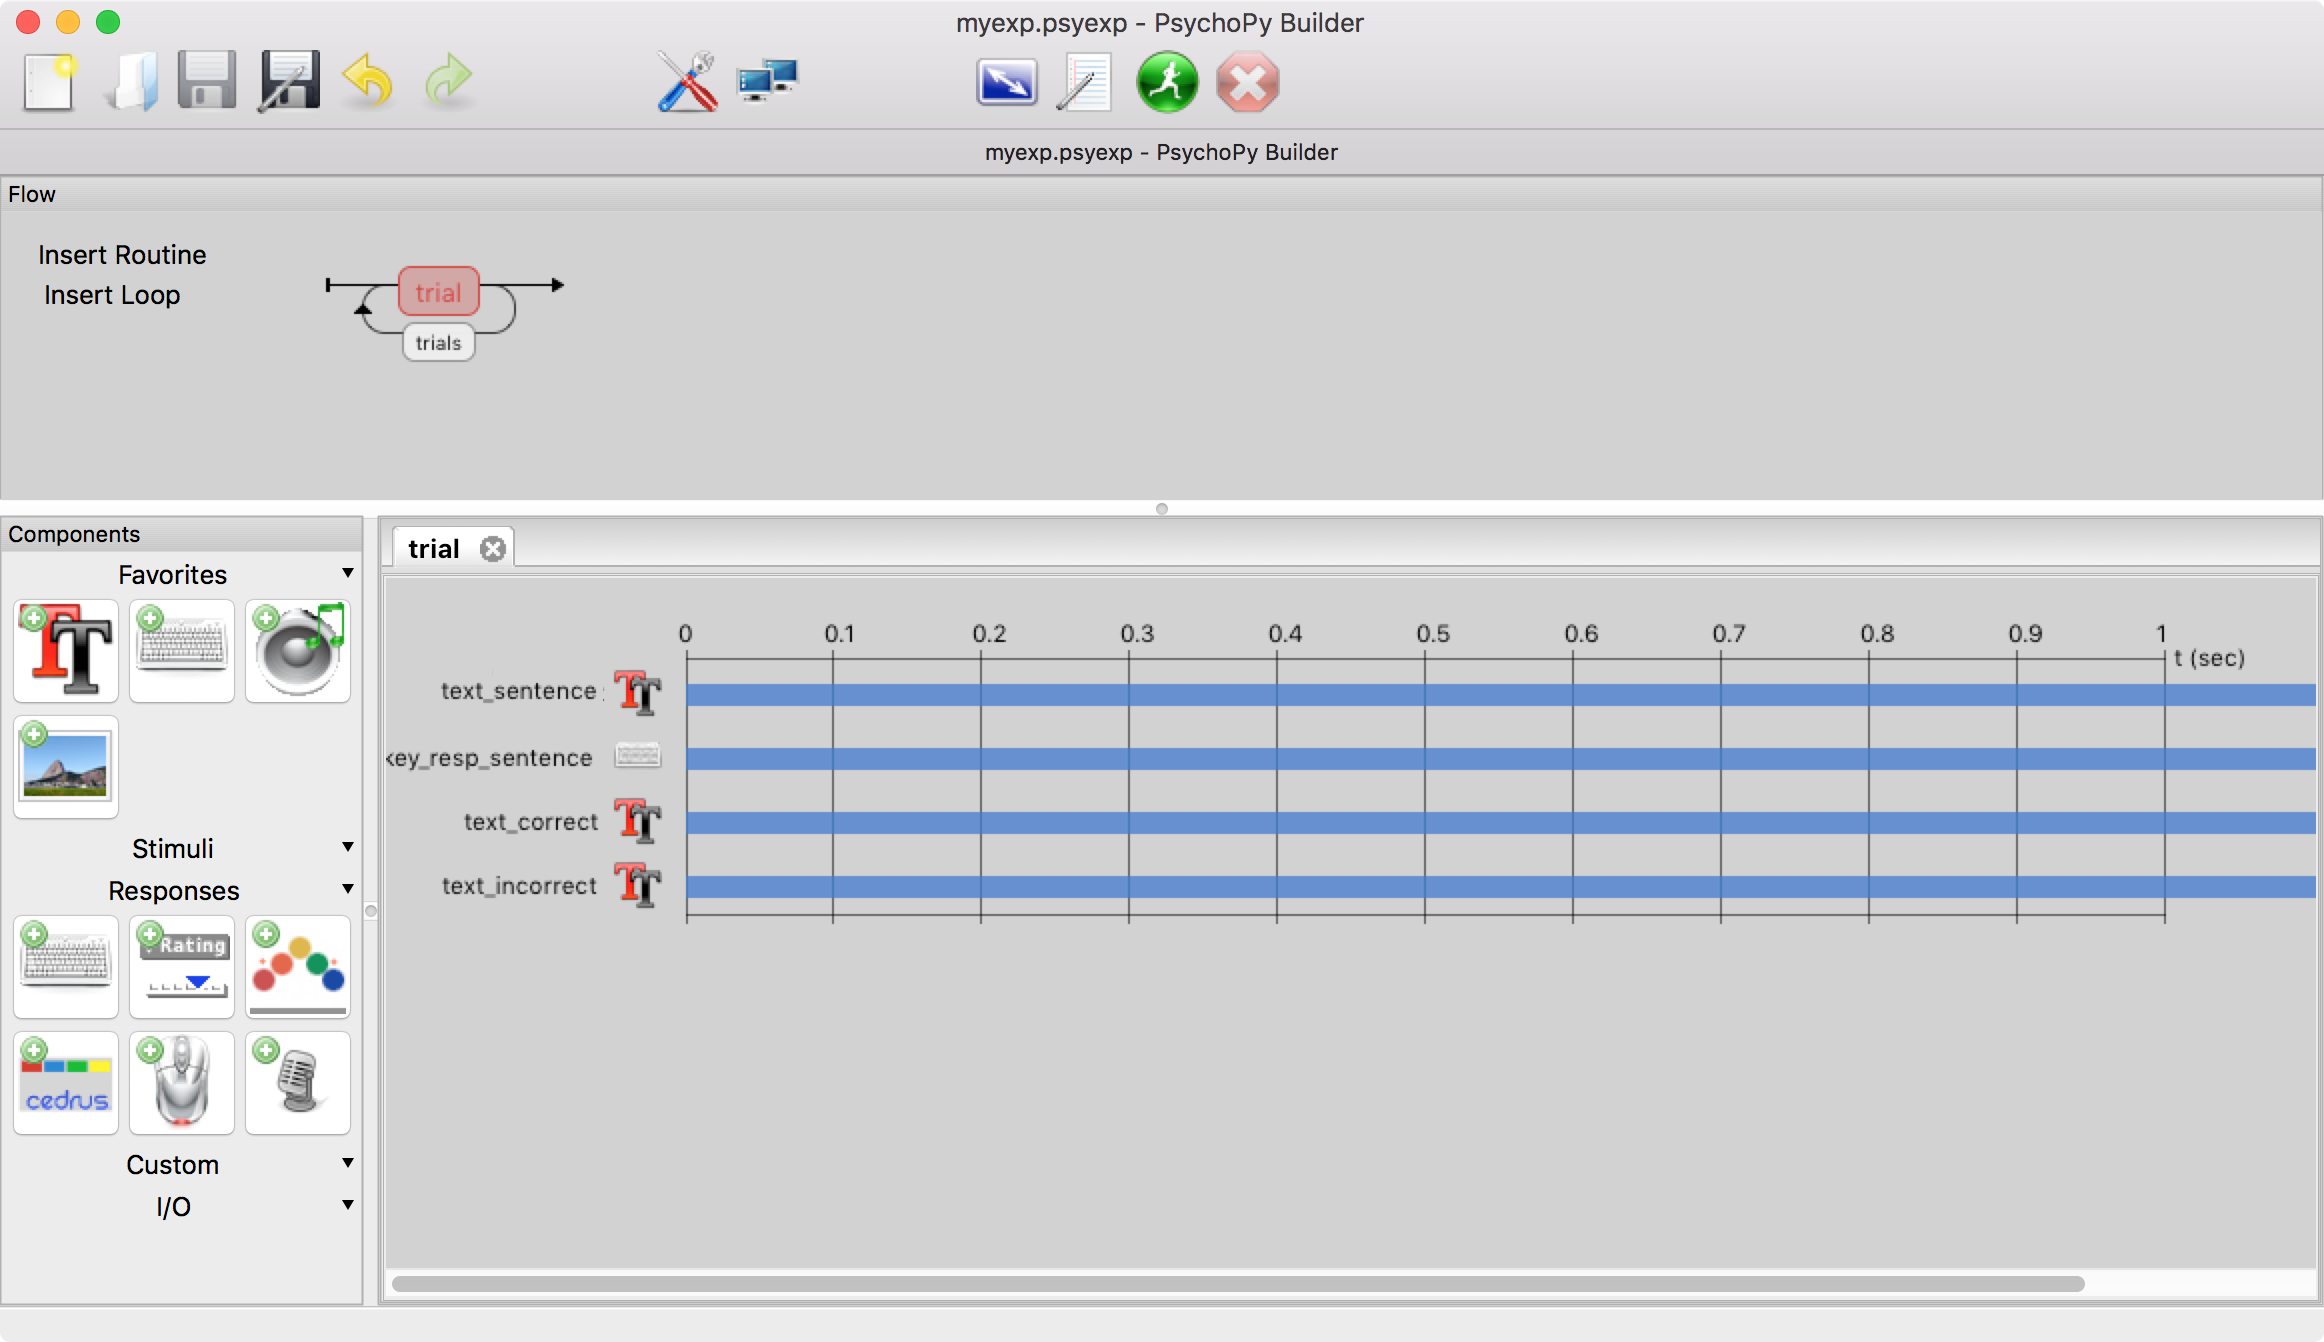 myexp.psyexp - PsychoPy Builder
myexp.psyexp - PsychoPy Builder
Flow
Insert Routine
Insert Loop
trial
trials
Components
Favorites
Stimuli
Responses
Rating
cedrus
Custom
I/O
trial
0 0.1 0.2 0.3 0.4 0.5 0.6 0.7 0.8 0.9 1
t (sec)
text_sentence
key_resp_sentence
text_correct
text_incorrect